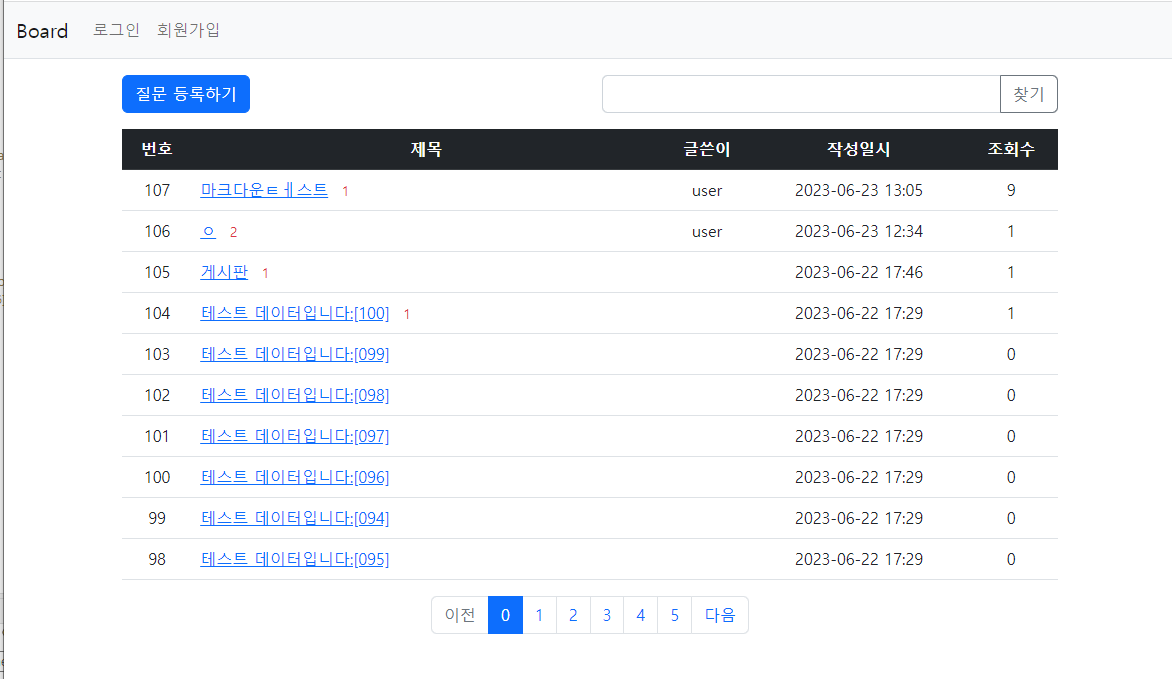 Board 로그인 회원가입
질문 등록하기 찾기
번호 제목 글쓴이 작성일시 조회수
107 마크다운ㅌㅔ스트 1 user 2023-06-23 13:05 9
106 ㅇ 2 user 2023-06-23 12:34 1
105 게시판 1 2023-06-22 17:46 1
104 테스트 데이터입니다:[100] 1 2023-06-22 17:29 1
103 테스트 데이터입니다:[099] 2023-06-22 17:29 0
102 테스트 데이터입니다:[098] 2023-06-22 17:29 0
101 테스트 데이터입니다:[097] 2023-06-22 17:29 0
100 테스트 데이터입니다:[096] 2023-06-22 17:29 0
99 테스트 데이터입니다:[094] 2023-06-22 17:29 0
98 테스트 데이터입니다:[095] 2023-06-22 17:29 0
이전 0 1 2 3 4 5 다음